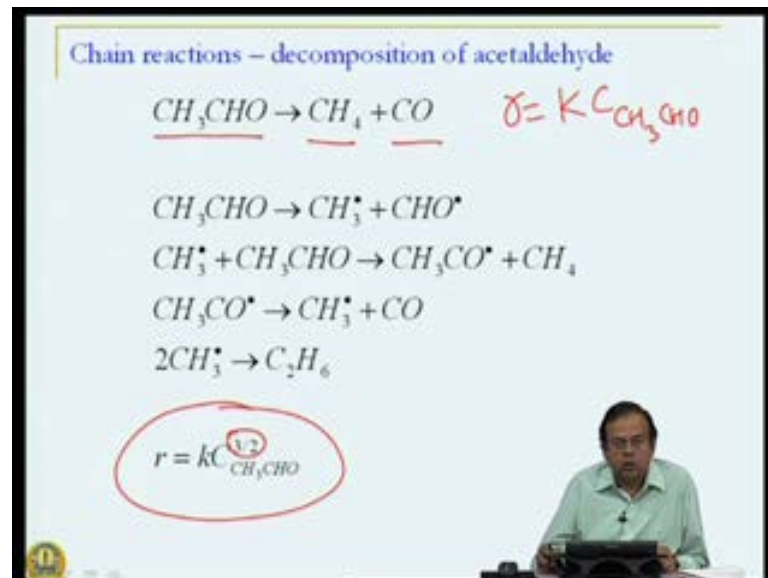 Chain reactions – decomposition of acetaldehyde
CH₃CHO → CH₄ + CO r = K C_CH₃CHO
CH₃CHO → CH₃• + CHO•
CH₃• + CH₃CHO → CH₃CO• + CH₄
CH₃CO• → CH₃• + CO
2CH₃• → C₂H₆
r = kC^3/2_CH₃CHO